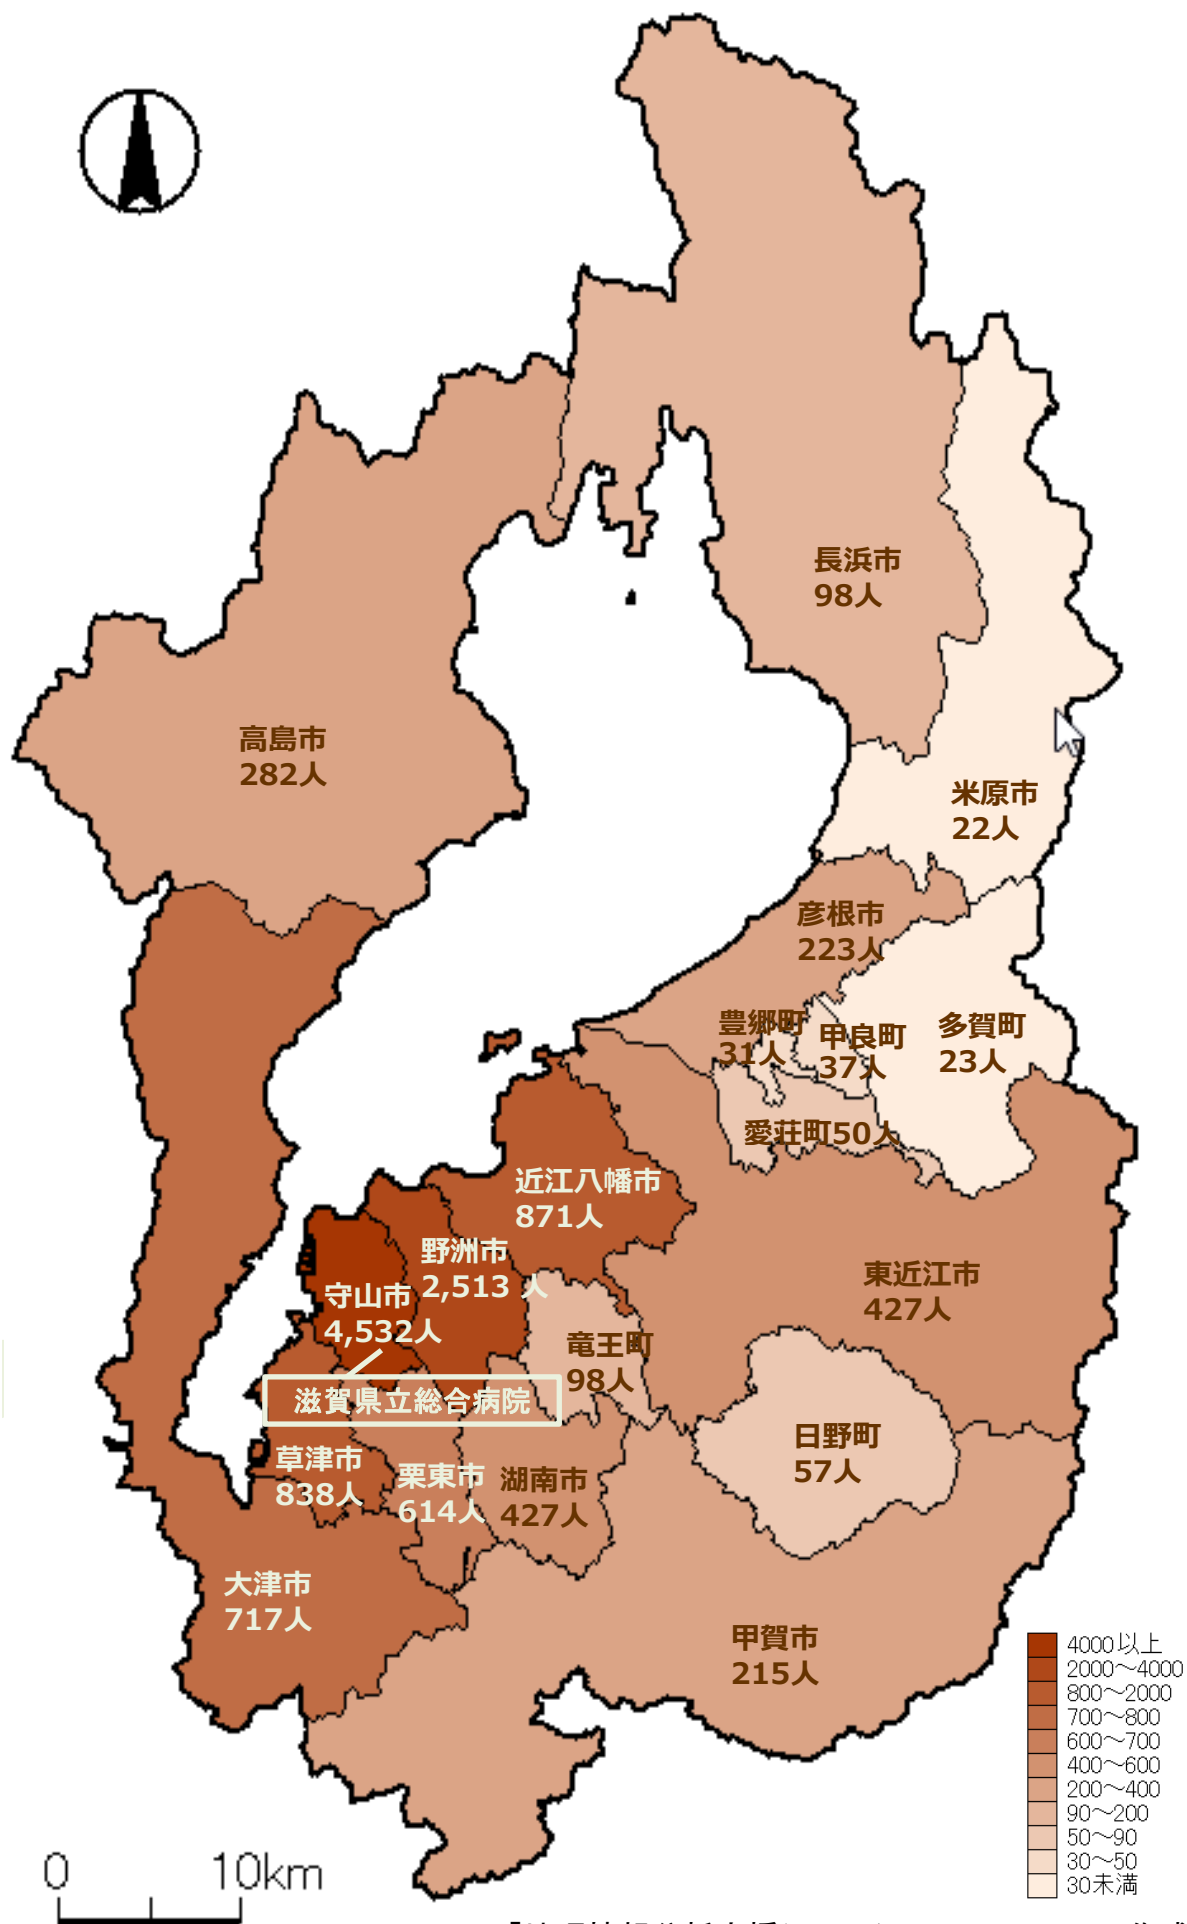 長浜市
98人
高島市
282人
米原市
22人
彦根市
223人
豊郷町
31人
甲良町
37人
多賀町
23人
愛荘町50人
近江八幡市
871人
野洲市
2,513 人
守山市
4,532人
東近江市
427人
竜王町
98人
滋賀県立総合病院
日野町
57人
草津市
838人
栗東市
614人
湖南市
427人
大津市
717人
甲賀市
215人
4000以上
2000～4000
800～2000
700～800
600～700
400～600
200～400
90～200
50～90
30～50
30未満
0 10km